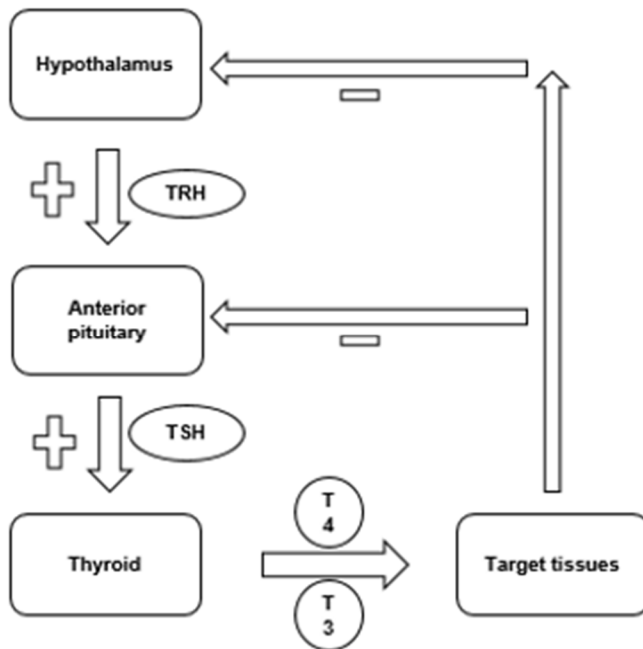 Hypothalamus
TRH
Anterior
pituitary
TSH
T
4
Thyroid
Target tissues
T
3